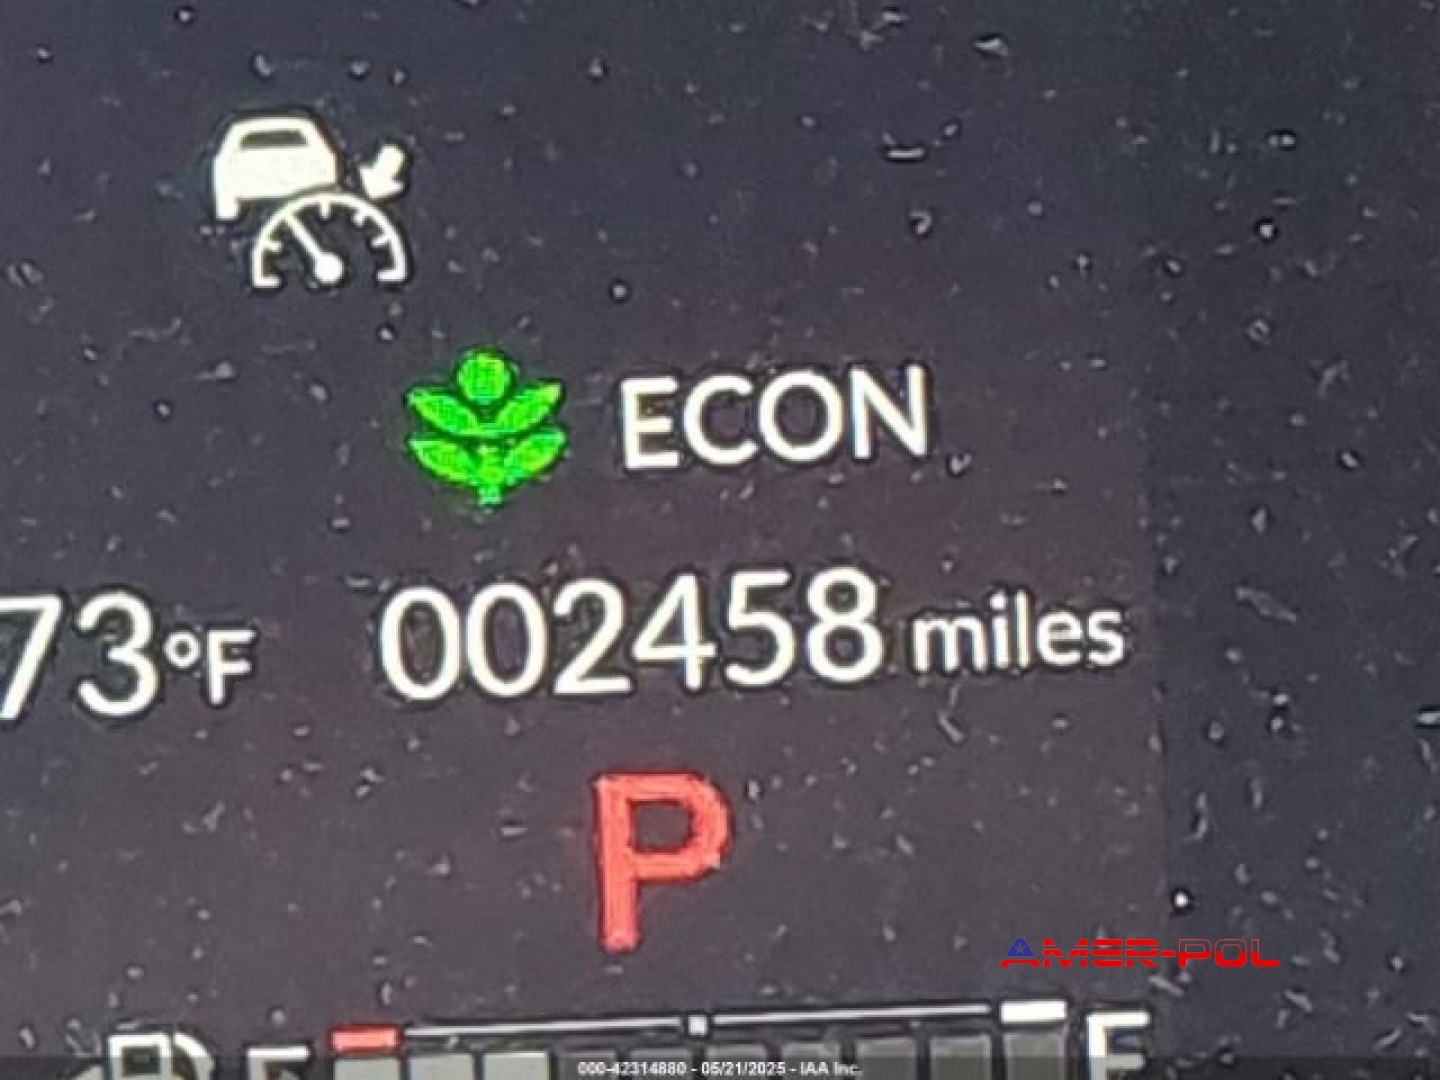 ECON
73°F 002458 miles
P
AMER-POL
E F
000-42314880 - 05/21/2025 - IAA Inc.